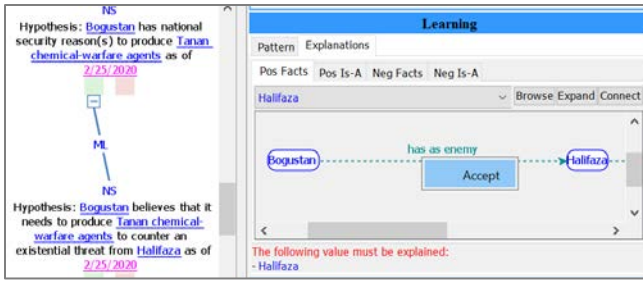 NS
Hypothesis: Bogustan has national
security reason(s) to produce Tanan
chemical-warfare agents as of
2/25/2020
ML
NS
Hypothesis: Bogustan believes that it
needs to produce Tanan chemical-
warfare agents to counter an
existential threat from Halifaza as of
2/25/2020
Learning
Pattern Explanations
Pos Facts Pos Is-A Neg Facts Neg Is-A
Halifaza Browse Expand Connect
has as enemy
Bogustan Halifaza
Accept
The following value must be explained:
- Halifaza